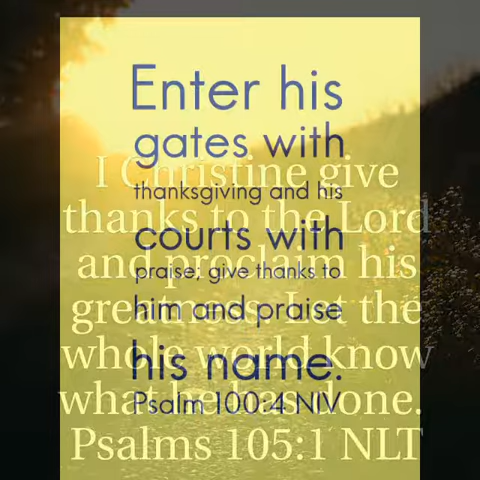 Enter his
gates with
thanksgiving and his
courts with
praise; give thanks to
him and praise
his name.
Psalm 100:4 NIV
I Christine give
thanks to the Lord
and proclaim his
greatness. Let the
whole world know
what he has done.
Psalms 105:1 NLT